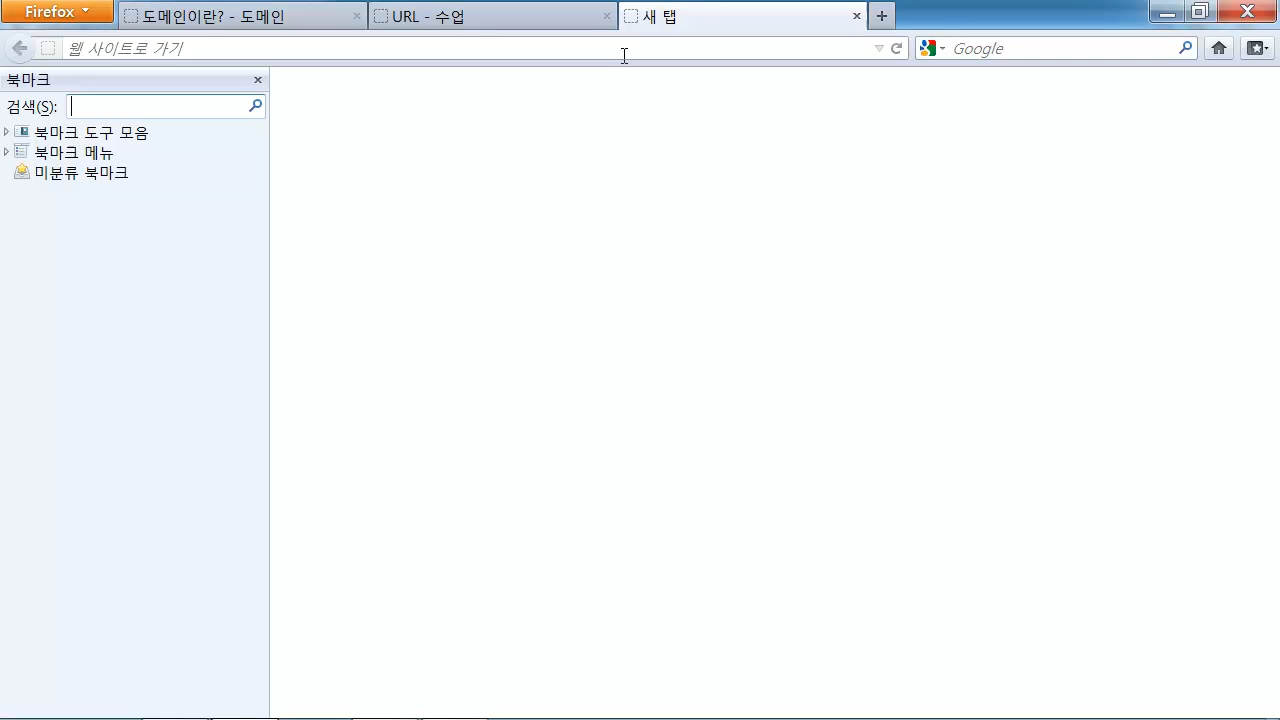 Firefox
도메인이란? - 도메인
URL - 수업
새 탭
웹 사이트로 가기
Google
북마크
검색(S):
북마크 도구 모음
북마크 메뉴
미분류 북마크